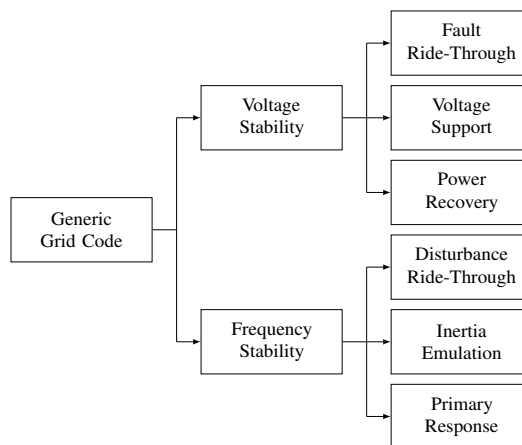 Generic
Grid Code
Voltage
Stability
Fault
Ride-Through
Voltage
Support
Power
Recovery
Frequency
Stability
Disturbance
Ride-Through
Inertia
Emulation
Primary
Response